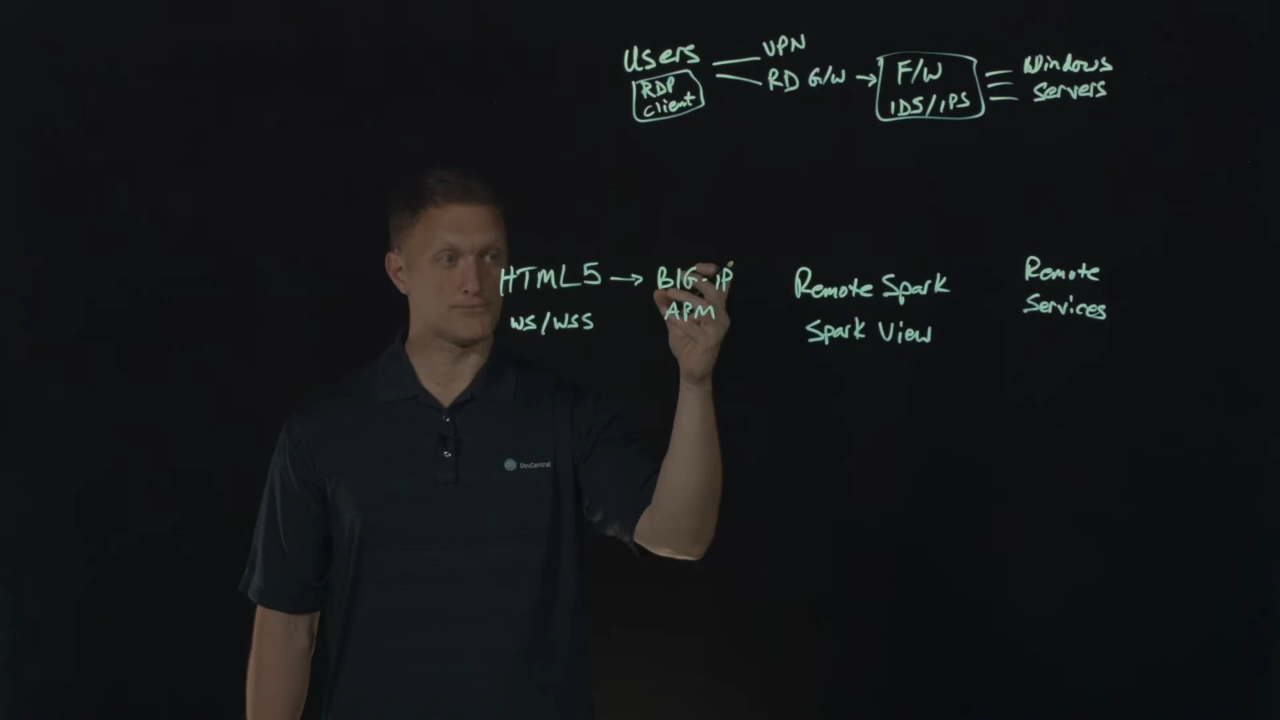 Users
RDP
client
VPN
RD G/W
F/W
IDS/IPS
Windows
Servers
HTML5
WS/WSS
BIG-IP
APM
Remote Spark
Spark View
Remote
Services
DevCentral